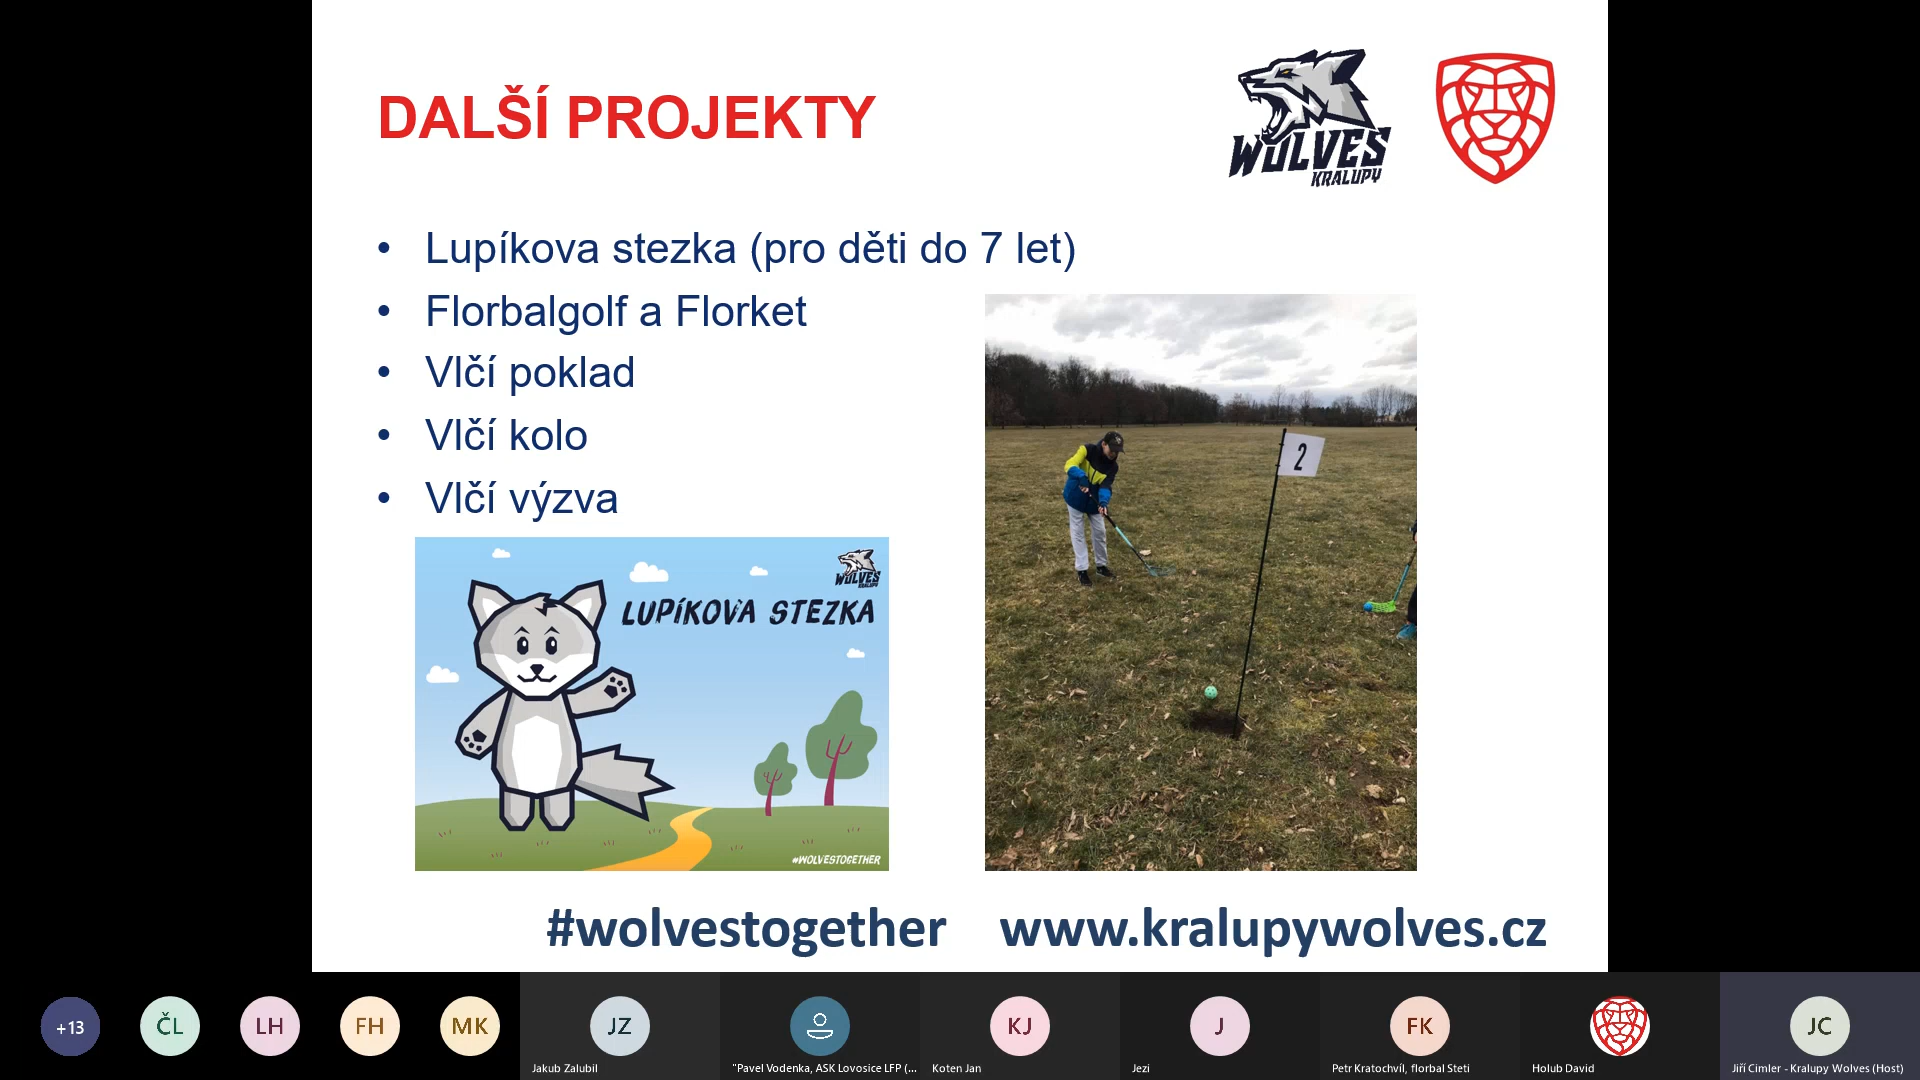 DALŠÍ PROJEKTY
WOLVES
KRALUPY
• Lupíkova stezka (pro děti do 7 let)
• Florbalgolf a Florket
• Vlčí poklad
• Vlčí kolo
• Vlčí výzva
WOLVES
KRALUPY
LUPÍKOVA STEZKA
#WOLVESTOGETHER
2
#wolvestogether www.kralupywolves.cz
+13
ČL
LH
FH
MK
JZ
KJ
J
FK
JC
Jakub Zalubil
"Pavel Vodenka, ASK Lovosice LFP (...
Koten Jan
Jezi
Petr Kratochvíl, florbal Steti
Holub David
Jiří Cimler - Kralupy Wolves (Host)